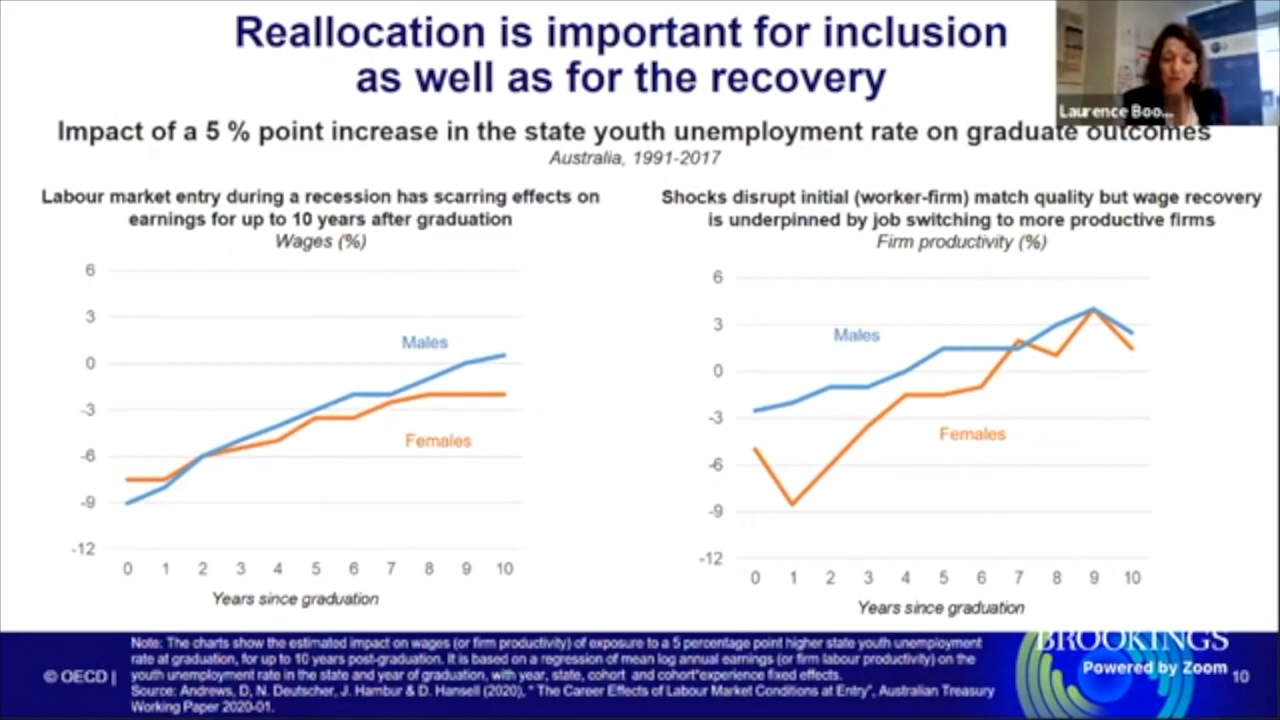 Reallocation is important for inclusion
as well as for the recovery
Laurence Boo...
Impact of a 5 % point increase in the state youth unemployment rate on graduate outcomes
Australia, 1991-2017
Labour market entry during a recession has scarring effects on
earnings for up to 10 years after graduation
Wages (%)
6
3
0
-3
-6
-9
-12
Males
Females
0 1 2 3 4 5 6 7 8 9 10
Years since graduation
Shocks disrupt initial (worker-firm) match quality but wage recovery
is underpinned by job switching to more productive firms
Firm productivity (%)
6
3
0
-3
-6
-9
-12
Males
Females
0 1 2 3 4 5 6 7 8 9 10
Years since graduation
© OECD |
Note: The charts show the estimated impact on wages (or firm productivity) of exposure to a 5 percentage point higher state youth unemployment
rate at graduation, for up to 10 years post-graduation. It is based on a regression of mean log annual earnings (or firm labour productivity) on the
youth unemployment rate in the state and year of graduation, with year, state, cohort and cohort*experience fixed effects.
Source: Andrews, D, N. Deutscher, J. Hambur & D. Hansell (2020), " The Career Effects of Labour Market Conditions at Entry", Australian Treasury
Working Paper 2020-01.
BROOKINGS
Powered by Zoom
10